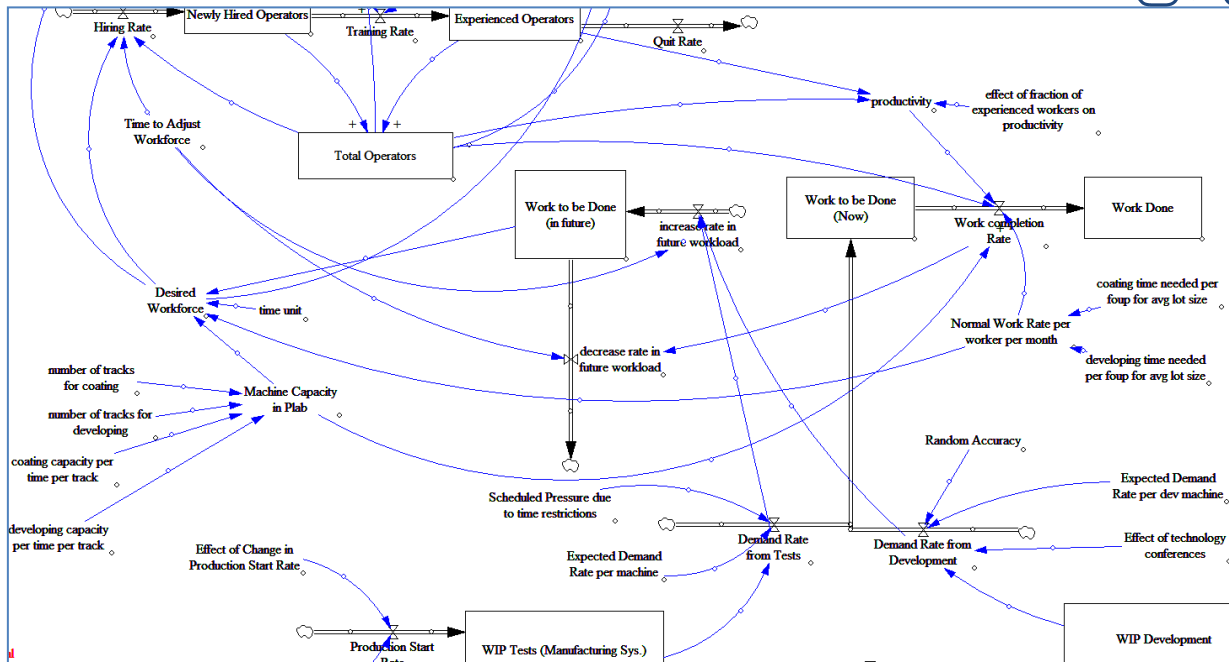 Newly Hired Operators
Experienced Operators
Hiring Rate
+
Training Rate
Quit Rate
productivity
effect of fraction of
experienced workers on
productivity
Time to Adjust
Workforce
+
+
Total Operators
Work to be Done
(in future)
increase rate in
future workload
Work to be Done
(Now)
Work completion
Rate
+
Work Done
Desired
Workforce
time unit
coating time needed per
foup for avg lot size
Normal Work Rate per
worker per month
developing time needed
per foup for avg lot size
decrease rate in
future workload
number of tracks
for coating
Machine Capacity
in Plab
number of tracks for
developing
coating capacity per
time per track
developing capacity
per time per track
Random Accuracy
Scheduled Pressure due
to time restrictions
Expected Demand
Rate per dev machine
Demand Rate
from Tests
Demand Rate from
Development
Effect of technology
conferences
Effect of Change in
Production Start Rate
Expected Demand
Rate per machine
Production Start
Rate
WIP Tests (Manufacturing Sys.)
WIP Development